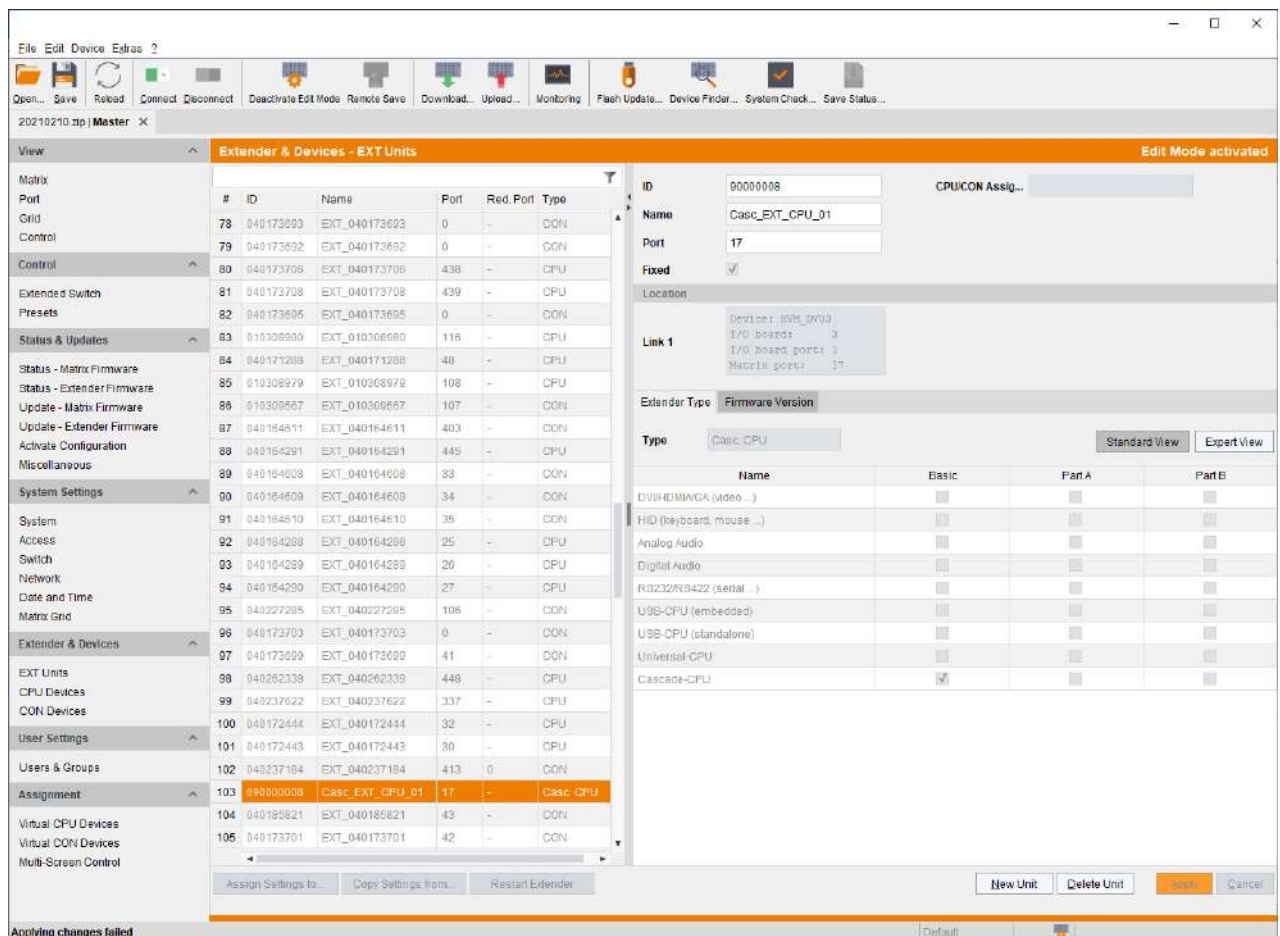 File Edit Device Extras ?
Open... Save Reload Connect Disconnect Deactivate Edit Mode Remote Save Download... Upload... Monitoring Flash Update... Device Finder... System Check... Save Status...
20210210.zip | Master
View
Extender & Devices - EXT Units Edit Mode activated
Matrix
Port
Grid
Control
Control
Extended Switch
Presets
Status & Updates
Status - Matrix Firmware
Status - Extender Firmware
Update - Matrix Firmware
Update - Extender Firmware
Activate Configuration
Miscellaneous
System Settings
System
Access
Switch
Network
Date and Time
Matrix Grid
Extender & Devices
EXT Units
CPU Devices
CON Devices
User Settings
Users & Groups
Assignment
Virtual CPU Devices
Virtual CON Devices
Multi-Screen Control
# ID Name Port Red. Port Type
78 040173693 EXT_040173693 0 - CON
79 040173692 EXT_040173692 0 - CON
80 040173706 EXT_040173706 438 - CPU
81 040173708 EXT_040173708 439 - CPU
82 040173695 EXT_040173695 0 - CON
83 010308980 EXT_010308980 116 - CPU
84 040171288 EXT_040171288 48 - CPU
85 010308979 EXT_010308979 108 - CPU
86 010309567 EXT_010309567 107 - CON
87 040164611 EXT_040164611 403 - CON
88 040164291 EXT_040164291 445 - CPU
89 040164608 EXT_040164608 33 - CON
90 040164609 EXT_040164609 34 - CON
91 040164610 EXT_040164610 35 - CON
92 040164288 EXT_040164288 25 - CPU
93 040164289 EXT_040164289 26 - CPU
94 040164290 EXT_040164290 27 - CPU
95 040227285 EXT_040227285 106 - CON
96 040173703 EXT_040173703 0 - CON
97 040173699 EXT_040173699 41 - CON
98 040262339 EXT_040262339 448 - CPU
99 040237622 EXT_040237622 337 - CPU
100 040172444 EXT_040172444 32 - CPU
101 040172443 EXT_040172443 30 - CPU
102 040237184 EXT_040237184 413 0 CON
103 090000008 Casc_EXT_CPU_01 17 - Casc. CPU
104 040185821 EXT_040185821 43 - CON
105 040173701 EXT_040173701 42 - CON
ID 90000008 CPU/CON Assig...
Name Casc_EXT_CPU_01
Port 17
Fixed
Location
Link 1
I/O board: 3
I/O board port: 1
Matrix port: 17
Extender Type Firmware Version
Type Casc. CPU Standard View Expert View
Name Basic Part A Part B
DVI/HDMI/VGA (video ...)
HID (keyboard, mouse ...)
Analog Audio
Digital Audio
RS232/RS422 (serial ...)
USB-CPU (embedded)
USB-CPU (standalone)
Universal-CPU
Cascade-CPU
Assign Settings to... Copy Settings from... Restart Extender New Unit Delete Unit Apply Cancel
Applying changes failed Default